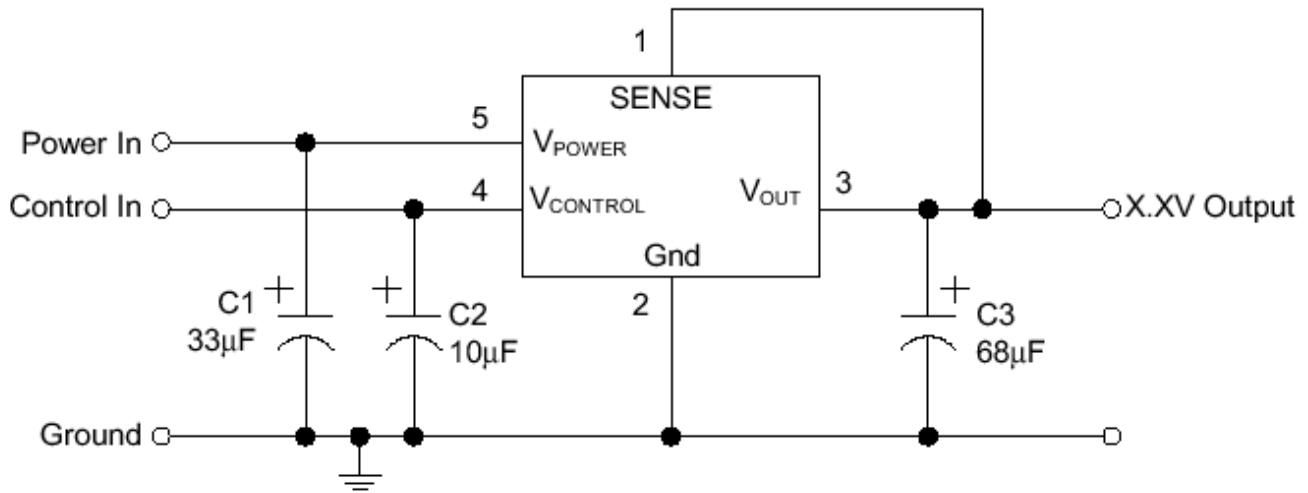 1
SENSE
5
Power In
VPOWER
4
3
Control In
VCONTROL
VOUT
X.XV Output
Gnd
2
+
+
+
C1
33μF
C2
10μF
C3
68μF
Ground